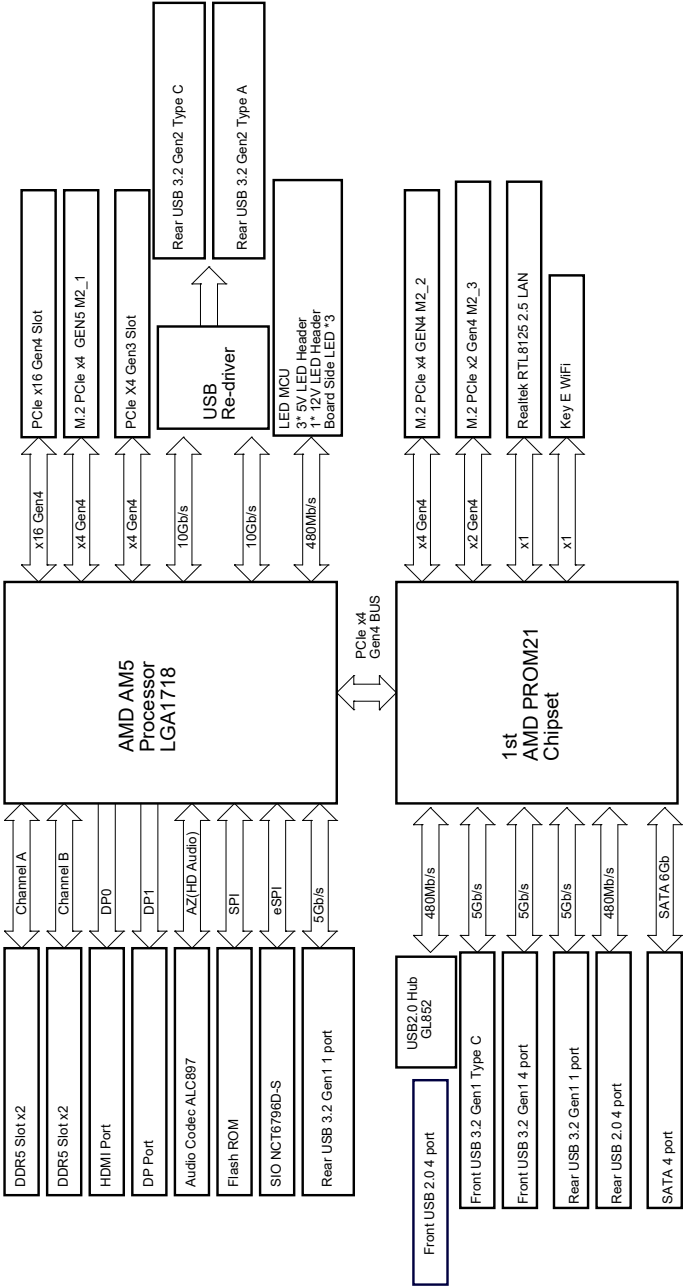 DDR5 Slot x2
Channel A
DDR5 Slot x2
Channel B
HDMI Port
DP0
DP Port
DP1
Audio Codec ALC897
AZ(HD Audio)
Flash ROM
SPI
SIO NCT6796D-S
eSPI
Rear USB 3.2 Gen1 1 port
5Gb/s
AMD AM5
Processor
LGA1718
x16 Gen4
PCIe x16 Gen4 Slot
x4 Gen4
M.2 PCIe x4 GEN5 M2_1
x4 Gen4
PCIe X4 Gen3 Slot
10Gb/s
10Gb/s
USB
Re-driver
Rear USB 3.2 Gen2 Type C
Rear USB 3.2 Gen2 Type A
480Mb/s
LED MCU
3* 5V LED Header
1* 12V LED Header
Board Side LED *3
PCIe x4
Gen4 BUS
Front USB 2.0 4 port
USB2.0 Hub
GL852
480Mb/s
Front USB 3.2 Gen1 Type C
5Gb/s
Front USB 3.2 Gen1 4 port
5Gb/s
Rear USB 3.2 Gen1 1 port
5Gb/s
Rear USB 2.0 4 port
480Mb/s
SATA 4 port
SATA 6Gb
1st
AMD PROM21
Chipset
x4 Gen4
M.2 PCIe x4 GEN4 M2_2
x2 Gen4
M.2 PCIe x2 Gen4 M2_3
x1
Realtek RTL8125 2.5 LAN
x1
Key E WiFi